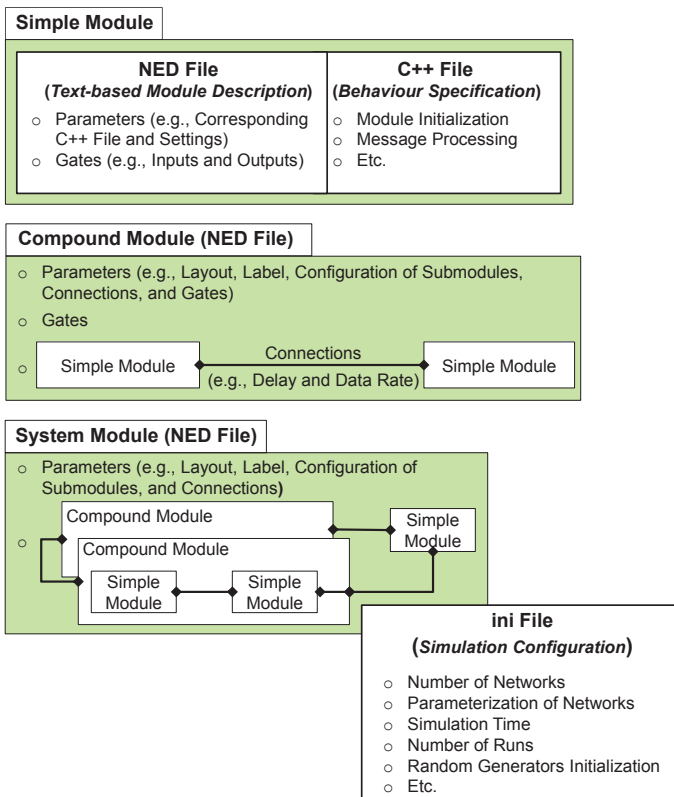 Simple Module
NED File
(Text-based Module Description)
○ Parameters (e.g., Corresponding
C++ File and Settings)
○ Gates (e.g., Inputs and Outputs)
C++ File
(Behaviour Specification)
○ Module Initialization
○ Message Processing
○ Etc.
Compound Module (NED File)
○ Parameters (e.g., Layout, Label, Configuration of Submodules,
Connections, and Gates)
○ Gates
○
Simple Module
Connections
(e.g., Delay and Data Rate)
Simple Module
System Module (NED File)
○ Parameters (e.g., Layout, Label, Configuration of
Submodules, and Connections)
○
Compound Module
Simple
Module
Compound Module
Simple
Module
Simple
Module
ini File
(Simulation Configuration)
○ Number of Networks
○ Parameterization of Networks
○ Simulation Time
○ Number of Runs
○ Random Generators Initialization
○ Etc.